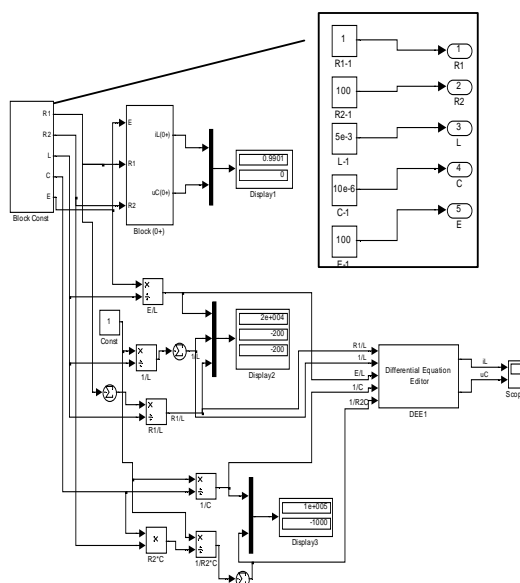 1
R1-1
1
R1
100
R2-1
2
R2
5e-3
L-1
3
L
10e-6
C-1
4
C
100
E-1
5
E
R1
R2
L
C
E
Block Const
E
R1
R2
iL(0+)
uC(0+)
Block (0+)
0.9901
0
Display1
×
÷
E/L
1
Const
×
÷
1/L
1/L
2e+004
-200
-200
Display2
×
÷
R1/L
R1/L
R1/L
1/L
E/L
1/C
1/R2C
Differential Equation
Editor
DEE1
iL
uC
Scop
×
÷
1/C
×
R2*C
×
÷
1/R2*C
1e+005
-1000
Display3